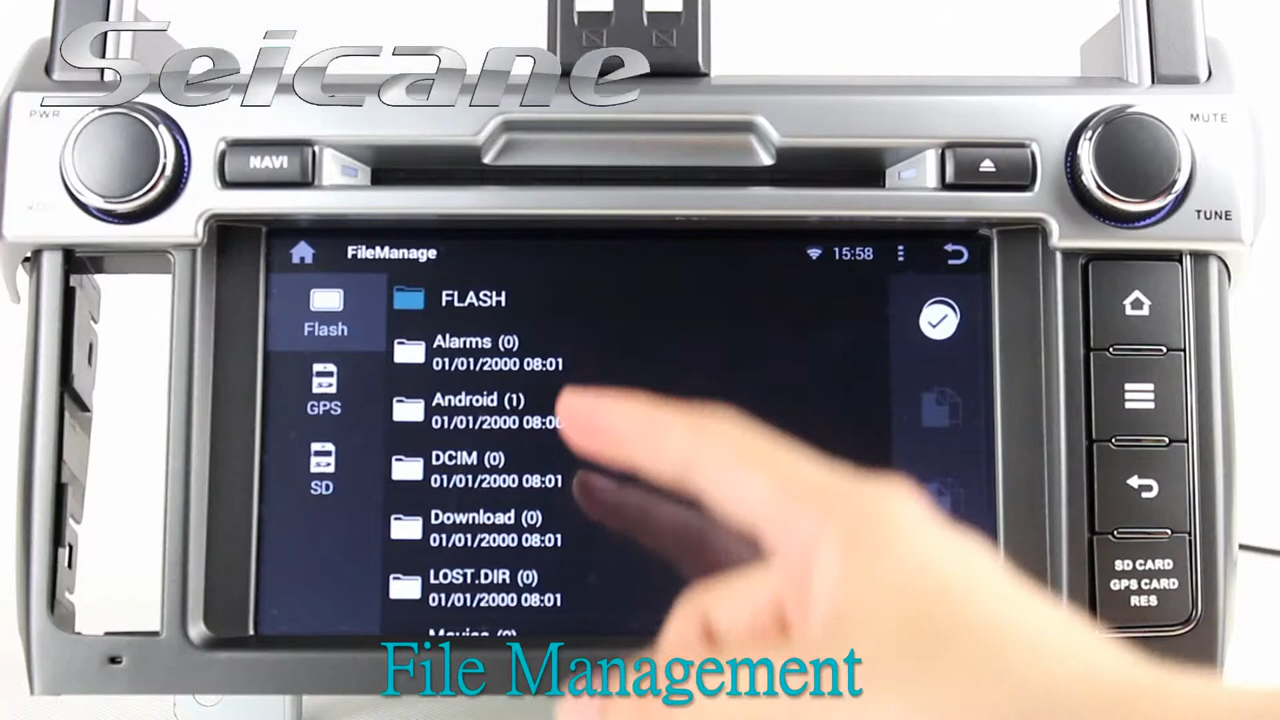 Seicane
PWR
MUTE
NAVI
TUNE
FileManage
15:58
Flash
GPS
SD
FLASH
Alarms (0)
01/01/2000 08:01
Android (1)
01/01/2000 08:00
DCIM (0)
01/01/2000 08:01
Download (0)
01/01/2000 08:01
LOST.DIR (0)
01/01/2000 08:01
SD CARD
GPS CARD
RES
File Management